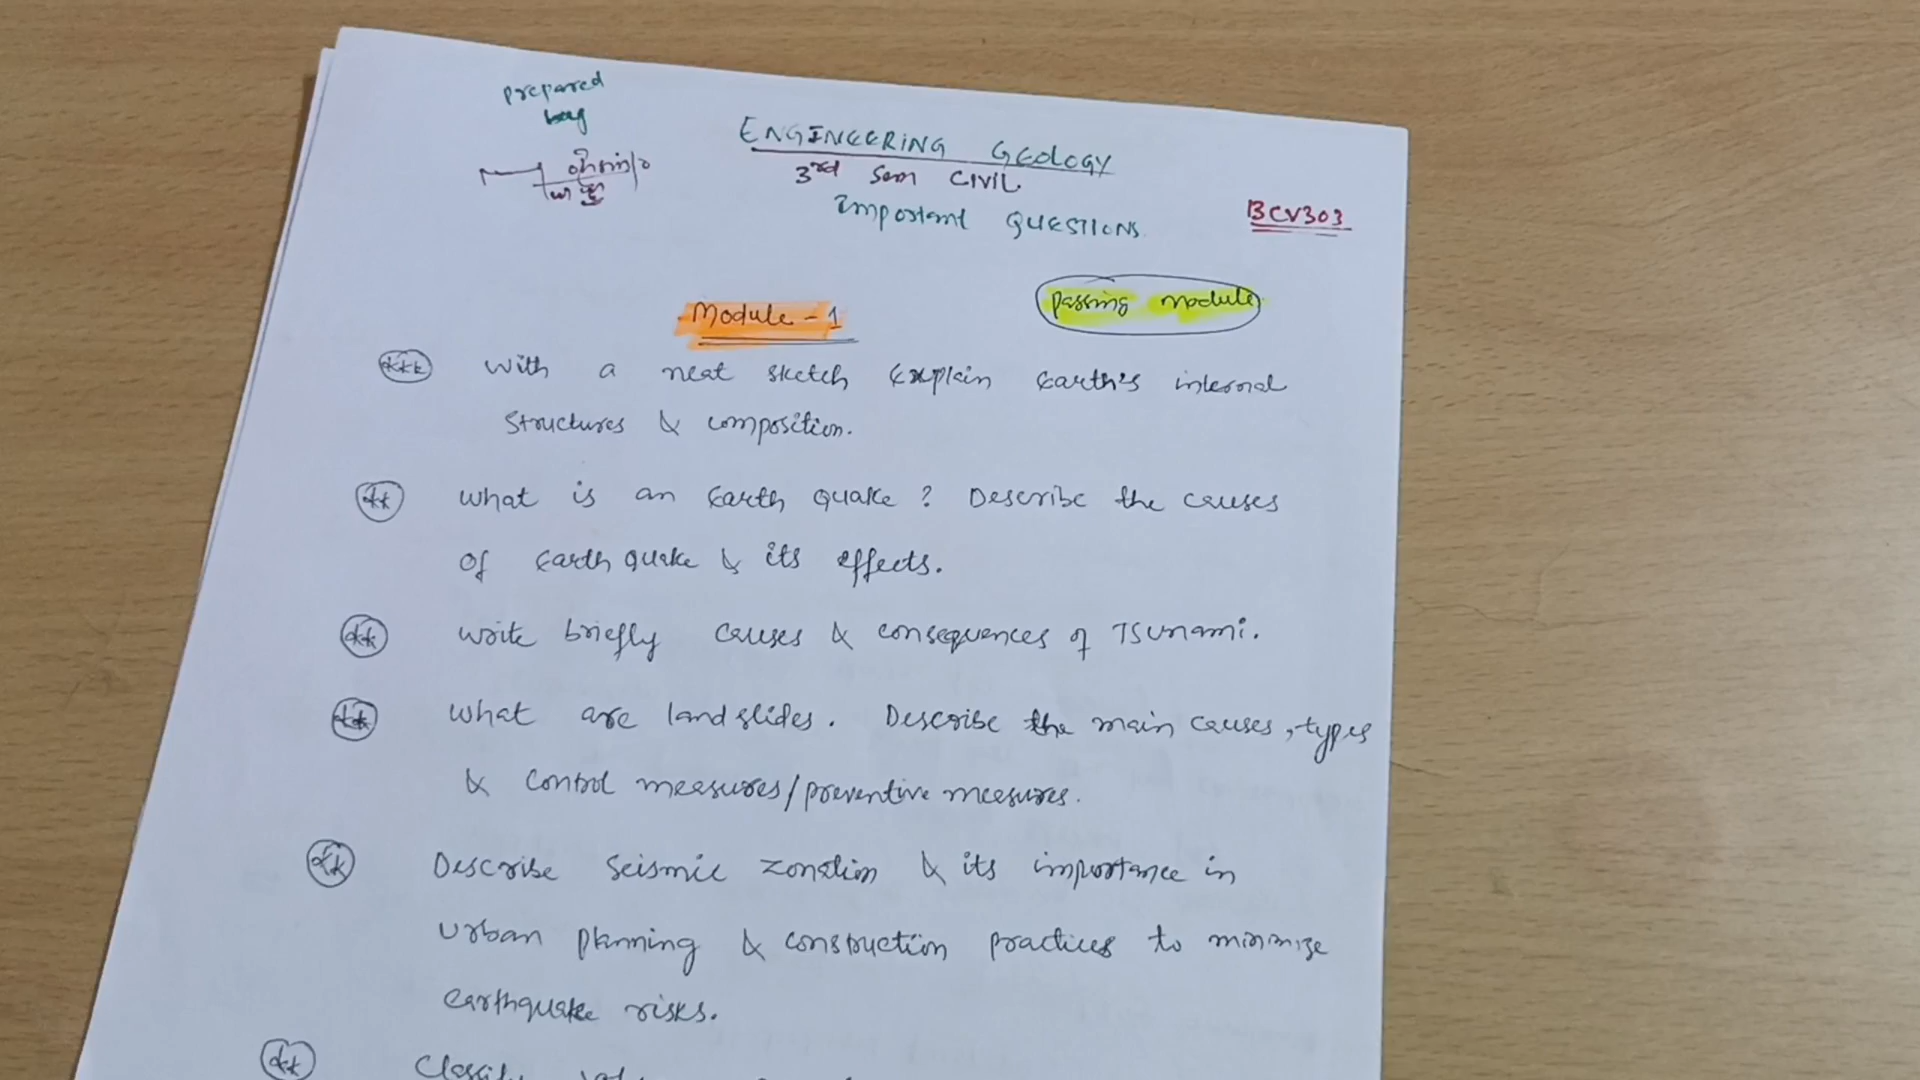 prepared
by
ENGINEERING GEOLOGY
3rd Sem CIVIL
Important QUESTIONS
BCV303
Module - 1
passing module
*** With a neat sketch Explain Earth's internal
structures & composition.
** What is an Earth Quake ? Describe the causes
of Earth quake & its effects.
** Write briefly causes & consequences of Tsunami.
** What are landslides. Describe the main causes, types
& control measures/preventive measures.
** Describe Seismic zonation & its importance in
urban planning & construction practices to minimize
earthquake risks.
** Classify